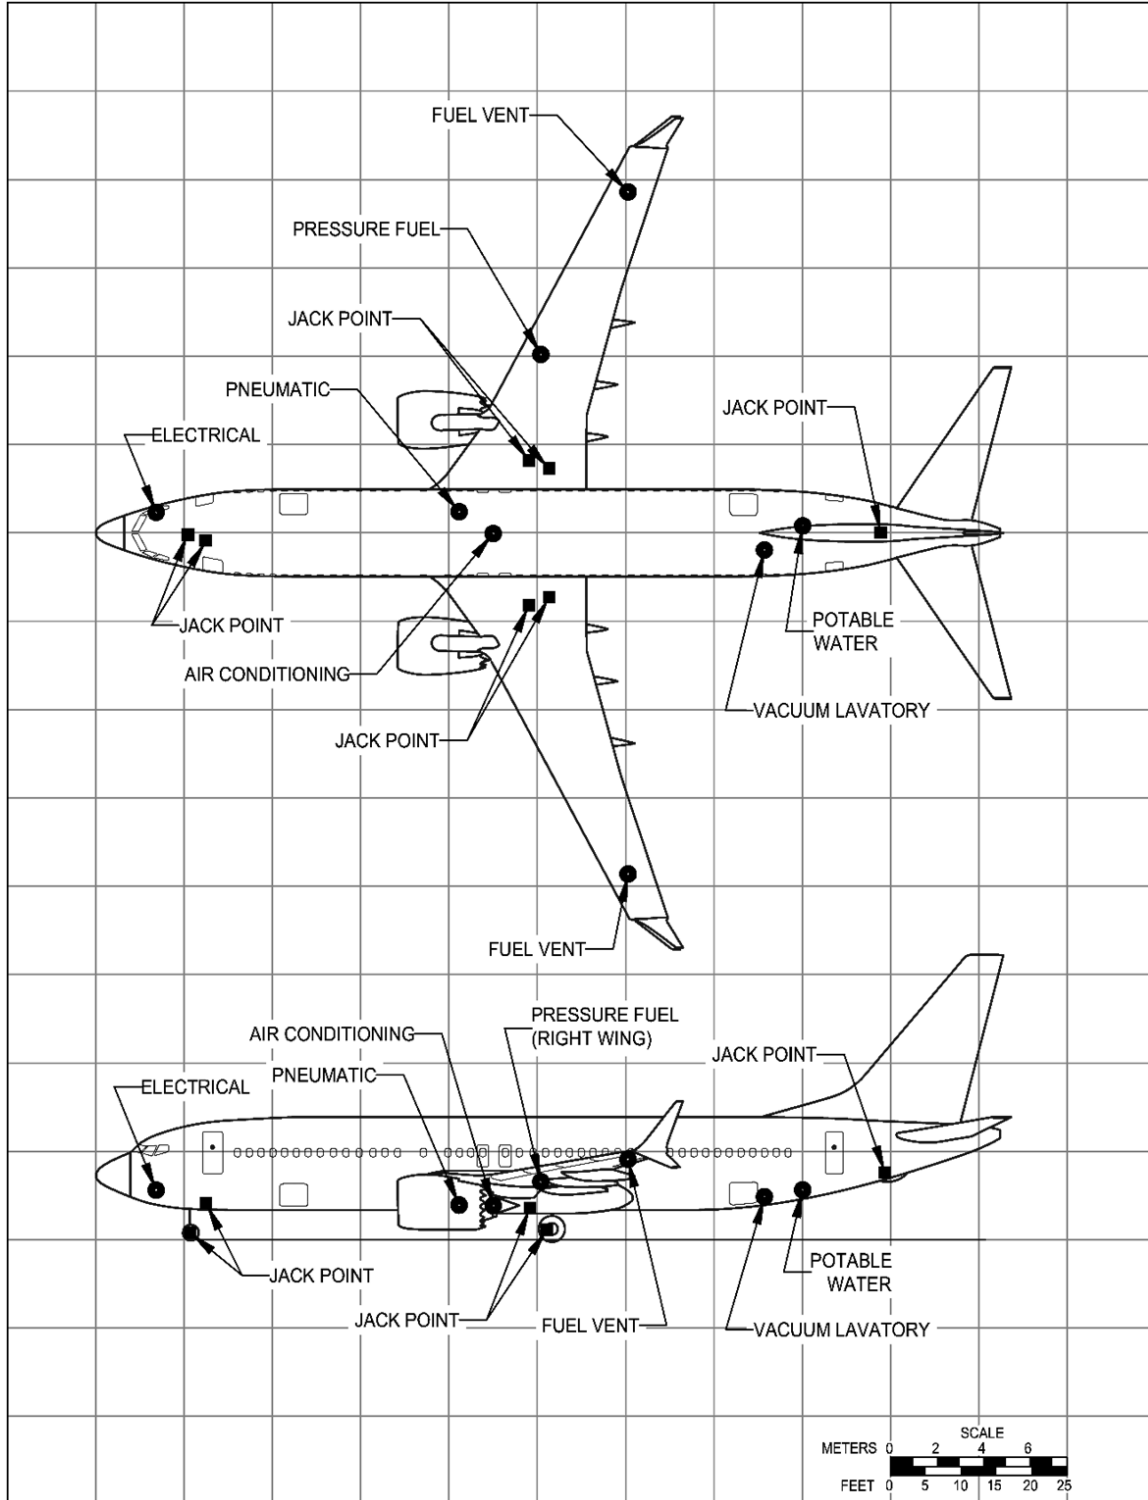 FUEL VENT
PRESSURE FUEL
JACK POINT
PNEUMATIC
JACK POINT
ELECTRICAL
JACK POINT
POTABLE
WATER
AIR CONDITIONING
VACUUM LAVATORY
JACK POINT
FUEL VENT
PRESSURE FUEL
(RIGHT WING)
AIR CONDITIONING
JACK POINT
PNEUMATIC
ELECTRICAL
POTABLE
WATER
JACK POINT
JACK POINT
FUEL VENT
VACUUM LAVATORY
SCALE
METERS 0 2 4 6
FEET 0 5 10 15 20 25